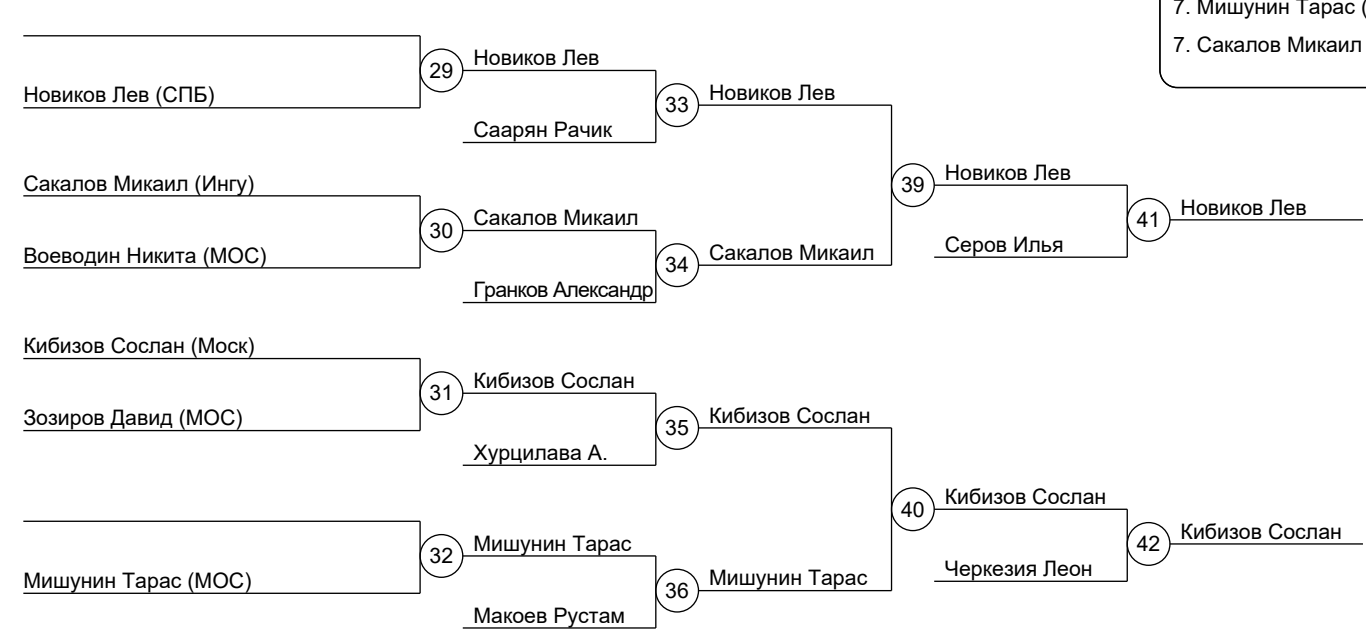 7. Мишунин Тарас (
7. Сакалов Микаил
29
Новиков Лев
Новиков Лев (СПБ)
33
Новиков Лев
Саарян Рачик
39
Новиков Лев
Сакалов Микаил (Ингу)
30
Сакалов Микаил
Воеводин Никита (МОС)
34
Сакалов Микаил
Гранков Александр
Серов Илья
41
Новиков Лев
Кибизов Сослан (Моск)
31
Кибизов Сослан
Зозиров Давид (МОС)
35
Кибизов Сослан
Хурцилава А.
40
Кибизов Сослан
32
Мишунин Тарас
Мишунин Тарас (МОС)
36
Мишунин Тарас
Макоев Рустам
Черкезия Леон
42
Кибизов Сослан